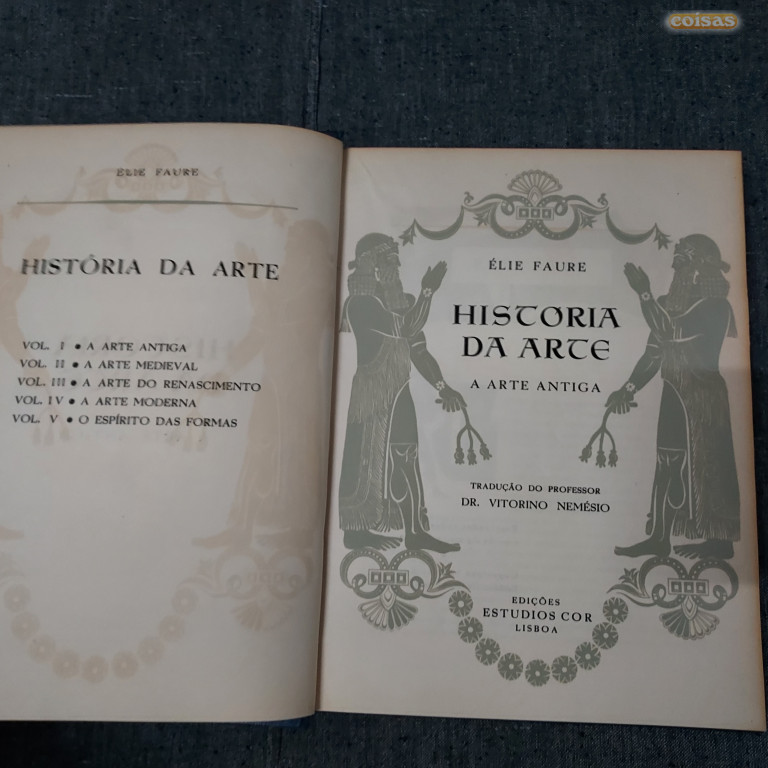 coisas
ÉLIE FAURE
HISTÓRIA DA ARTE
VOL. I • A ARTE ANTIGA
VOL. II • A ARTE MEDIEVAL
VOL. III • A ARTE DO RENASCIMENTO
VOL. IV • A ARTE MODERNA
VOL. V • O ESPÍRITO DAS FORMAS
ÉLIE FAURE
HISTORIA
DA ARTE
A ARTE ANTIGA
TRADUÇÃO DO PROFESSOR
DR. VITORINO NEMÉSIO
EDIÇÕES
ESTUDIOS COR
LISBOA